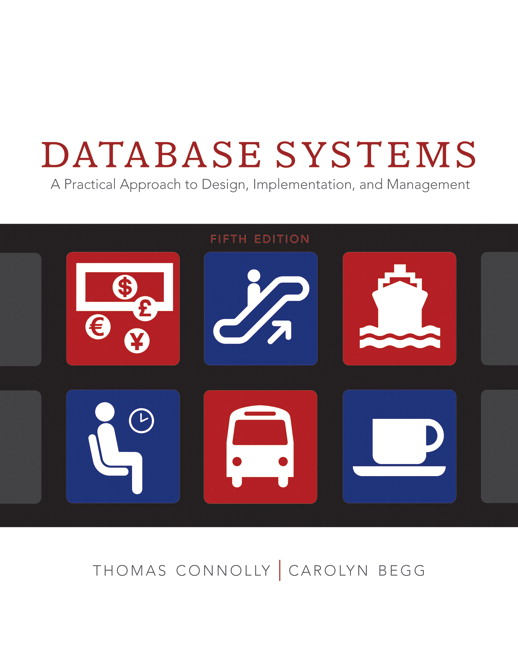 DATABASE SYSTEMS
A Practical Approach to Design, Implementation, and Management
FIFTH EDITION
$
£
€
¥
THOMAS CONNOLLY | CAROLYN BEGG